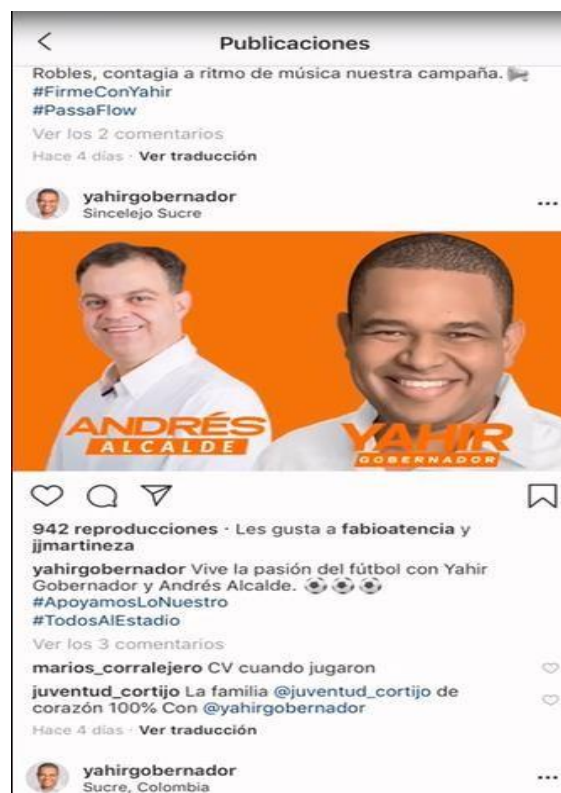 Publicaciones
Robles, contagia a ritmo de música nuestra campaña.
#FirmeConYahir
#PassaFlow
Ver los 2 comentarios
Hace 4 días · Ver traducción
yahirgobernador
Sincelejo Sucre
ANDRÉS
ALCALDE
YAHIR
GOBERNADOR
942 reproducciones · Les gusta a fabioatencia y
jjmartineza
yahirgobernador Vive la pasión del fútbol con Yahir
Gobernador y Andrés Alcalde. ⚽⚽⚽
#ApoyamosLoNuestro
#TodosAlEstadio
Ver los 3 comentarios
marios_corralejero CV cuando jugaron
juventud_cortijo La familia @juventud_cortijo de
corazón 100% Con @yahirgobernador
Hace 4 días · Ver traducción
yahirgobernador
Sucre, Colombia